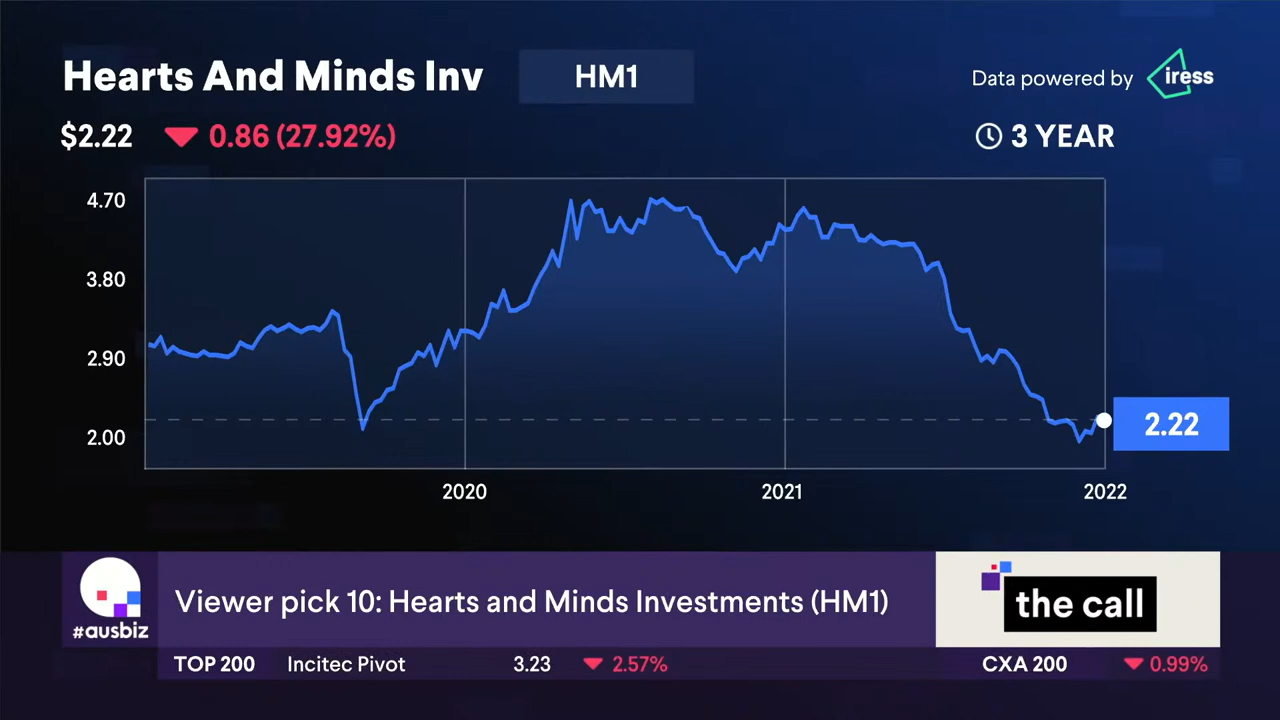 Hearts And Minds Inv HM1 Data powered by iress
$2.22 0.86 (27.92%) 3 YEAR
4.70
3.80
2.90
2.00
2.22
2020 2021 2022
Viewer pick 10: Hearts and Minds Investments (HM1)
the call
#ausbiz
TOP 200 Incitec Pivot 3.23 2.57% CXA 200 0.99%